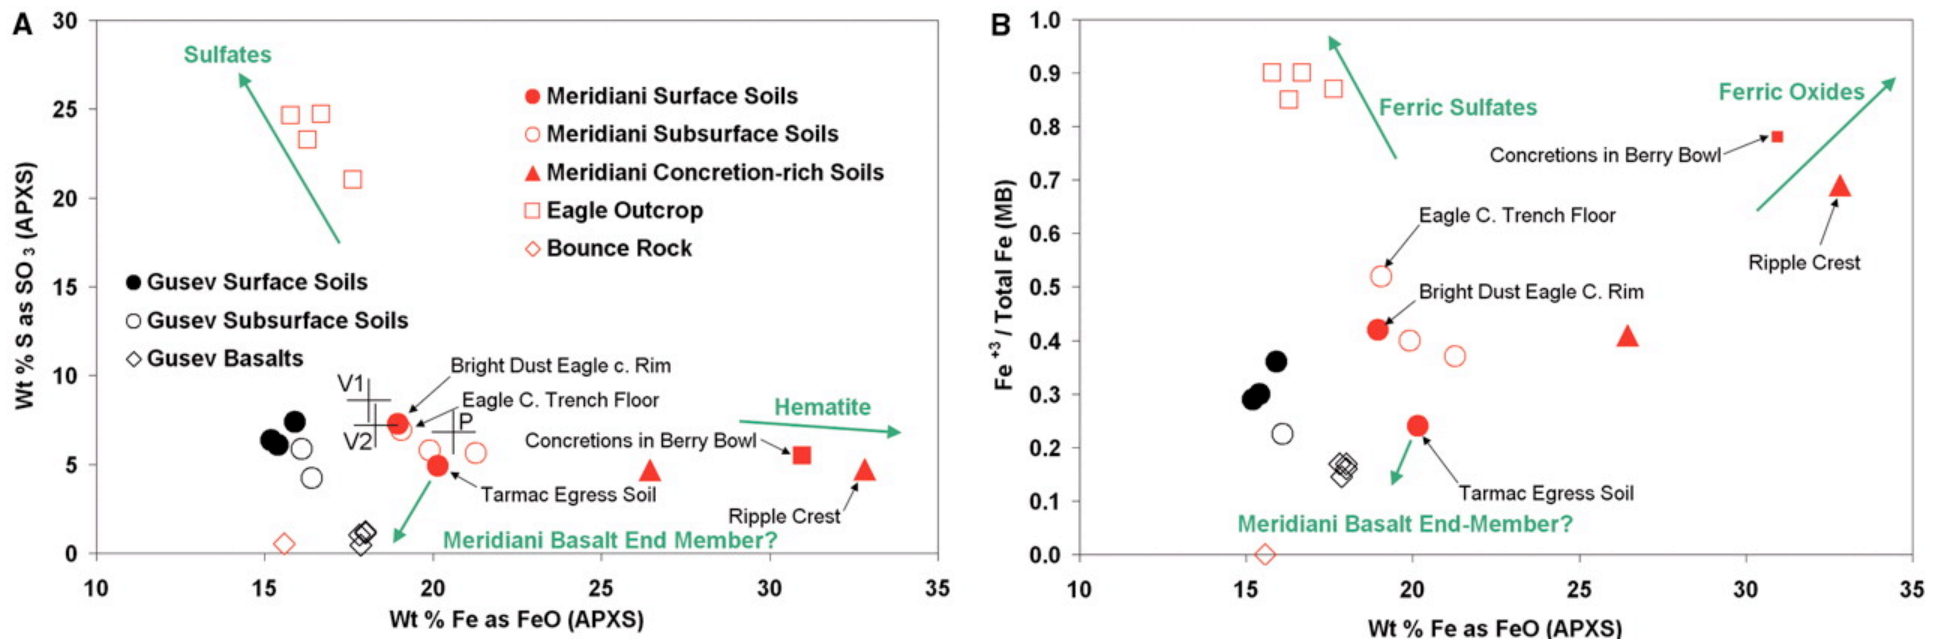 A
30
25
20
15
10
5
0
10
15
20
25
30
35
Wt % S as SO 3 (APXS)
Wt % Fe as FeO (APXS)
Sulfates
Meridiani Surface Soils
Meridiani Subsurface Soils
Meridiani Concretion-rich Soils
Eagle Outcrop
Bounce Rock
Gusev Surface Soils
Gusev Subsurface Soils
Gusev Basalts
Bright Dust Eagle c. Rim
V1
Eagle C. Trench Floor
P
V2
Hematite
Concretions in Berry Bowl
Tarmac Egress Soil
Ripple Crest
Meridiani Basalt End Member?
B
1.0
0.9
0.8
0.7
0.6
0.5
0.4
0.3
0.2
0.1
0.0
10
15
20
25
30
35
Fe +3 / Total Fe (MB)
Wt % Fe as FeO (APXS)
Ferric Sulfates
Ferric Oxides
Concretions in Berry Bowl
Eagle C. Trench Floor
Ripple Crest
Bright Dust Eagle C. Rim
Tarmac Egress Soil
Meridiani Basalt End-Member?